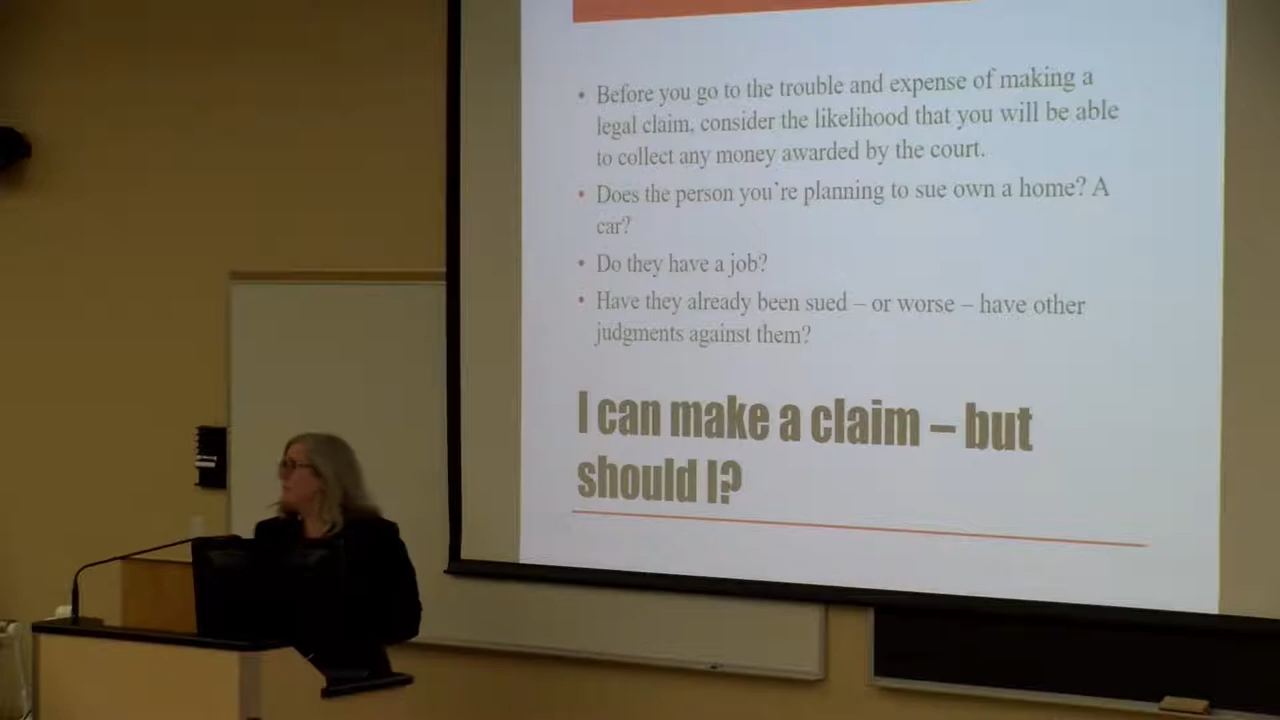 • Before you go to the trouble and expense of making a
legal claim, consider the likelihood that you will be able
to collect any money awarded by the court.
• Does the person you're planning to sue own a home? A
car?
• Do they have a job?
• Have they already been sued – or worse – have other
judgments against them?
I can make a claim – but
should I?